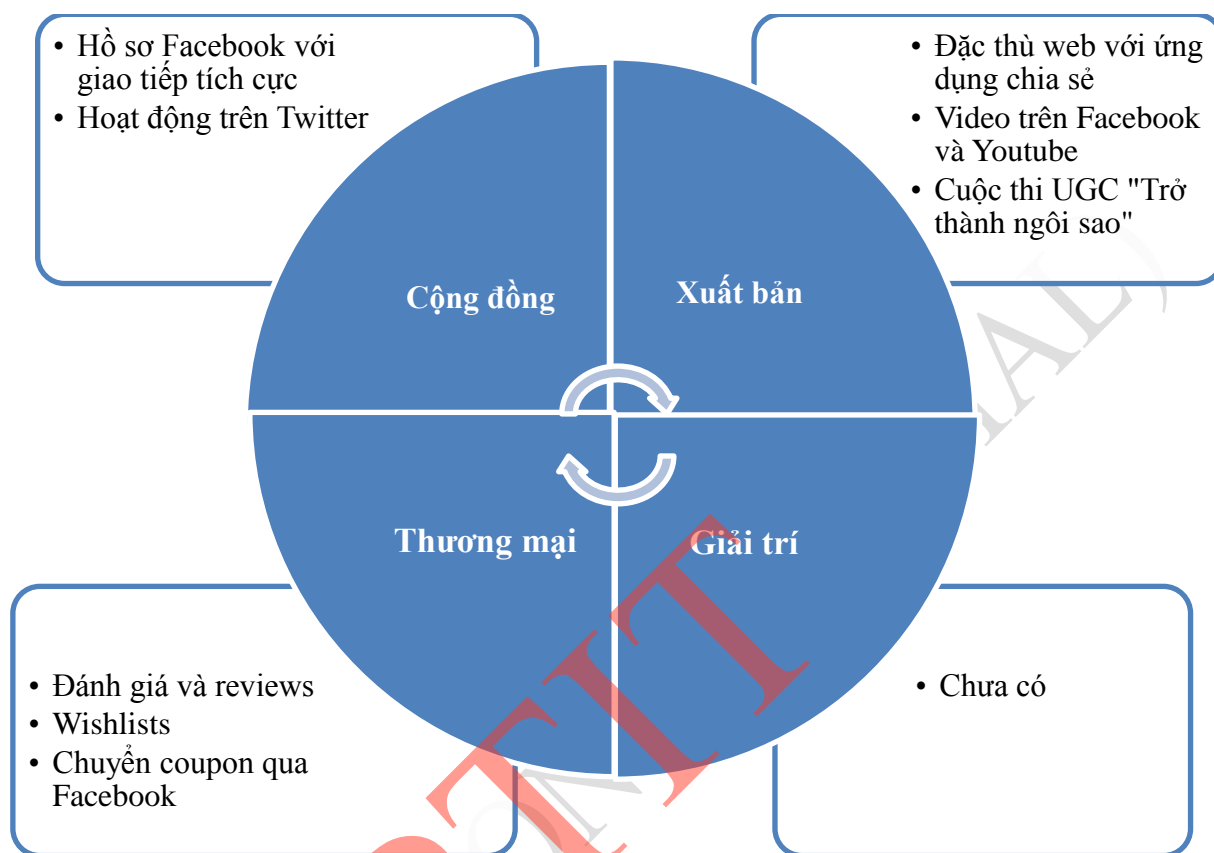 • Hồ sơ Facebook với
giao tiếp tích cực
• Hoạt động trên Twitter
• Đặc thù web với ứng
dụng chia sẻ
• Video trên Facebook
và Youtube
• Cuộc thi UGC "Trở
thành ngôi sao"
Cộng đồng
Xuất bản
Thương mại
Giải trí
• Đánh giá và reviews
• Wishlists
• Chuyển coupon qua
Facebook
• Chưa có